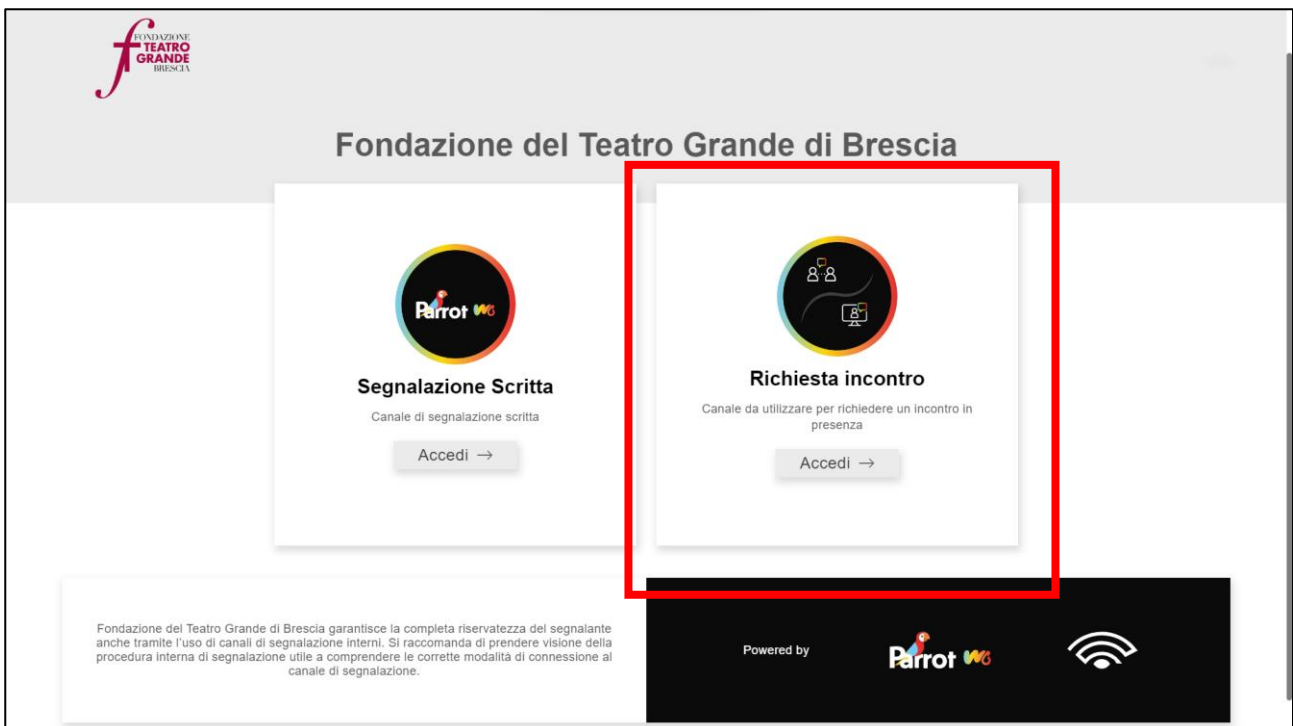 FONDAZIONE
TEATRO
GRANDE
BRESCIA
Fondazione del Teatro Grande di Brescia
Parrot WB
Segnalazione Scritta
Canale di segnalazione scritta
Accedi →
Richiesta incontro
Canale da utilizzare per richiedere un incontro in
presenza
Accedi →
Fondazione del Teatro Grande di Brescia garantisce la completa riservatezza del segnalante
anche tramite l'uso di canali di segnalazione interni. Si raccomanda di prendere visione della
procedura interna di segnalazione utile a comprendere le corrette modalità di connessione al
canale di segnalazione.
Powered by
Parrot WB